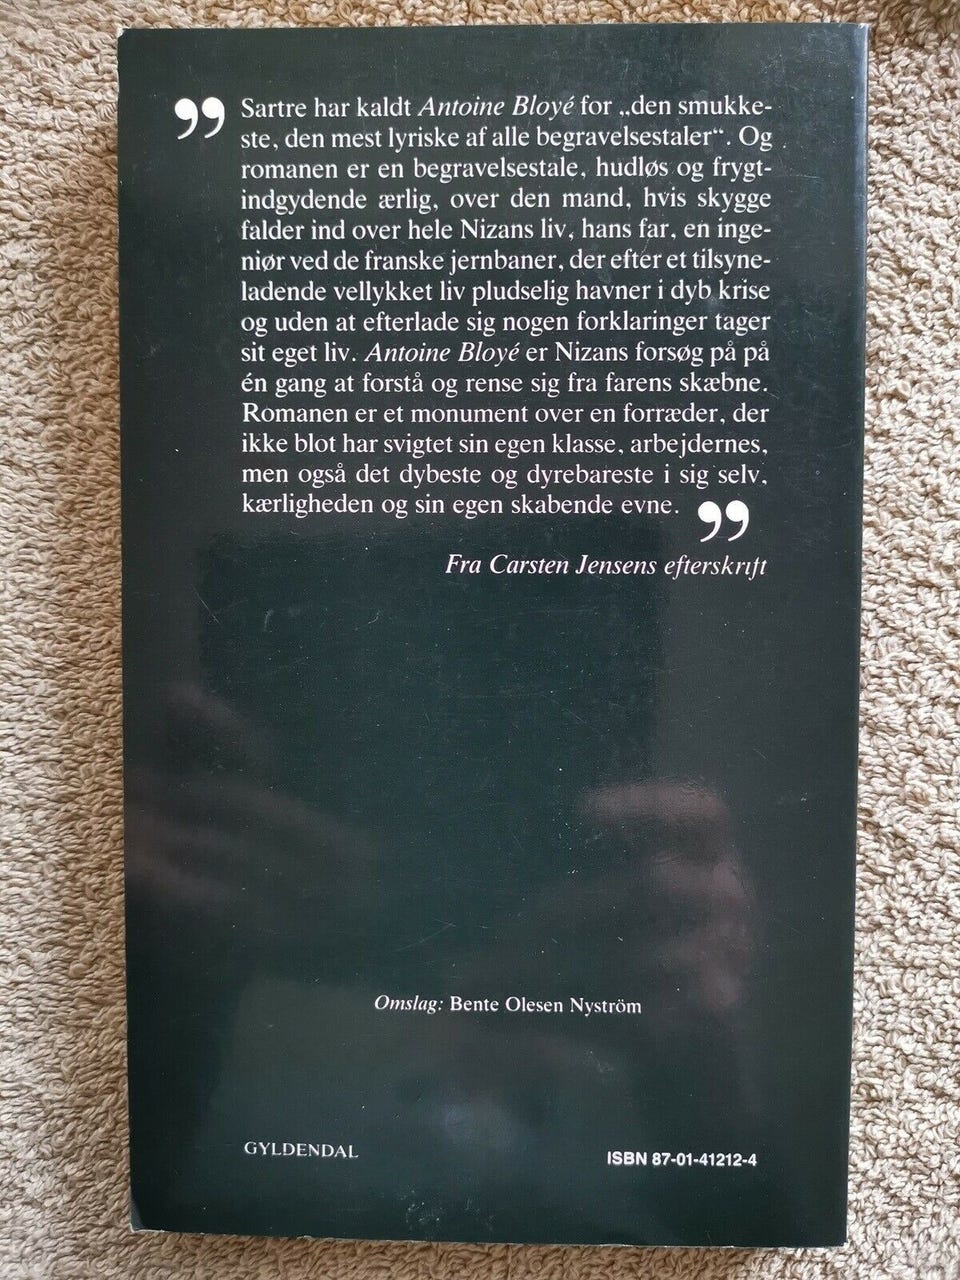 ” Sartre har kaldt Antoine Bloyé for „den smukke-
ste, den mest lyriske af alle begravelsestaler“. Og
romanen er en begravelsestale, hudløs og frygt-
indgydende ærlig, over den mand, hvis skygge
falder ind over hele Nizans liv, hans far, en inge-
niør ved de franske jernbaner, der efter et tilsyne-
ladende vellykket liv pludselig havner i dyb krise
og uden at efterlade sig nogen forklaringer tager
sit eget liv. Antoine Bloyé er Nizans forsøg på på
én gang at forstå og rense sig fra farens skæbne.
Romanen er et monument over en forræder, der
ikke blot har svigtet sin egen klasse, arbejdernes,
men også det dybeste og dyrebareste i sig selv,
kærligheden og sin egen skabende evne. ”
Fra Carsten Jensens efterskrift
Omslag: Bente Olesen Nyström
GYLDENDAL
ISBN 87-01-41212-4